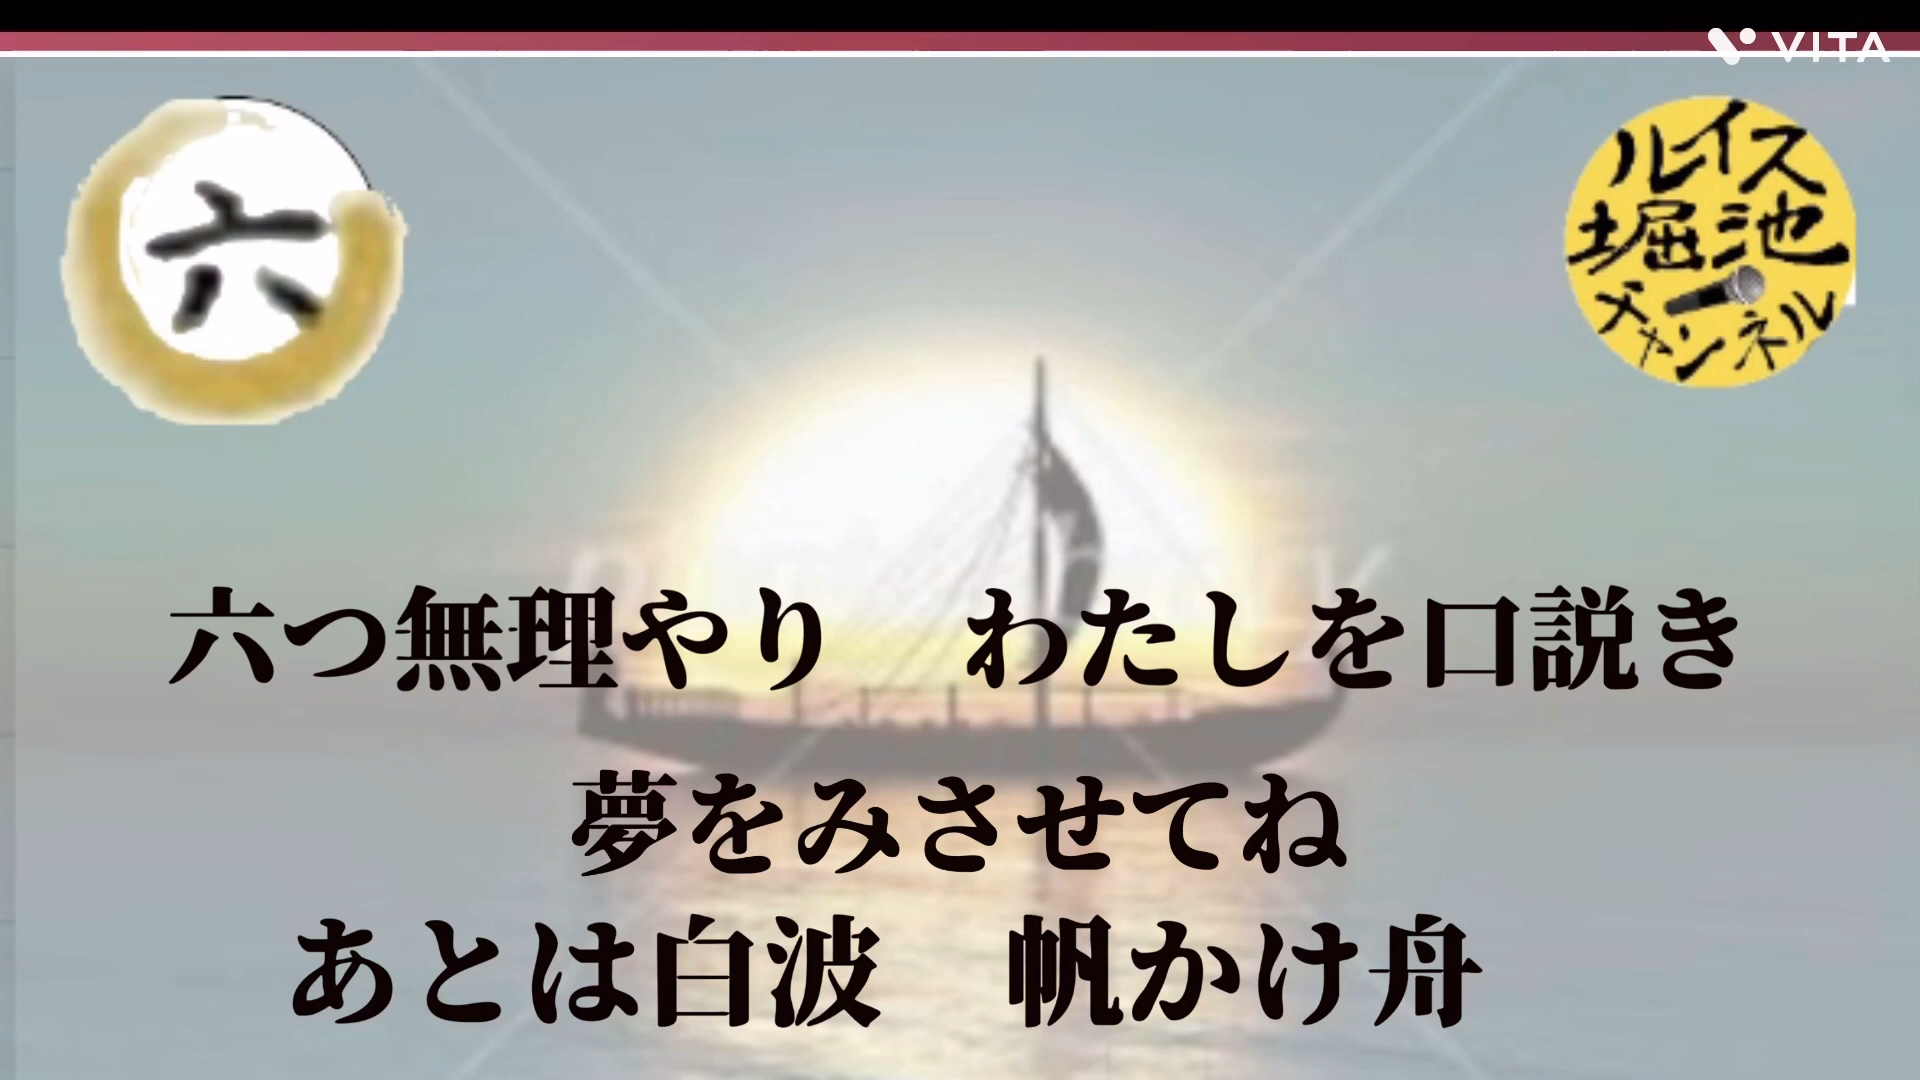 VITA
六
ルイス
堀池
チャンネル
六つ無理やり　わたしを口説き
夢をみさせてね
あとは白波　帆かけ舟